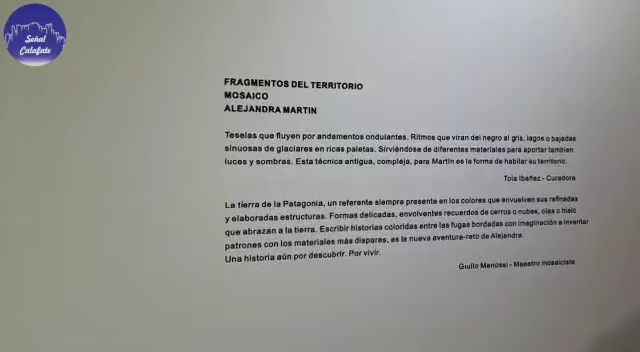 Señal
Calafate
FRAGMENTOS DEL TERRITORIO
MOSAICO
ALEJANDRA MARTIN
Teselas que fluyen por andamentos ondulantes. Ritmos que viran del negro al gris, lagos o bajadas
sinuosas de glaciares en ricas paletas. Sirviéndose de diferentes materiales para aportar tambien
luces y sombras. Esta técnica antigua, compleja, para Martin es la forma de habitar su territorio.
Tola Ibañez - Curadora
La tierra de la Patagonia, un referente siempre presente en los colores que envuelven sus refinadas
y elaboradas estructuras. Formas delicadas, envolventes recuerdos de cerros o nubes, olas o hielo
que abrazan a la tierra. Escribir historias coloridas entre las fugas bordadas con imaginación e inventar
patrones con los materiales más dispares, es la nueva aventura-reto de Alejandra.
Una historia aún por descubrir. Por vivir.
Giulio Menossi - Maestro mosaicista